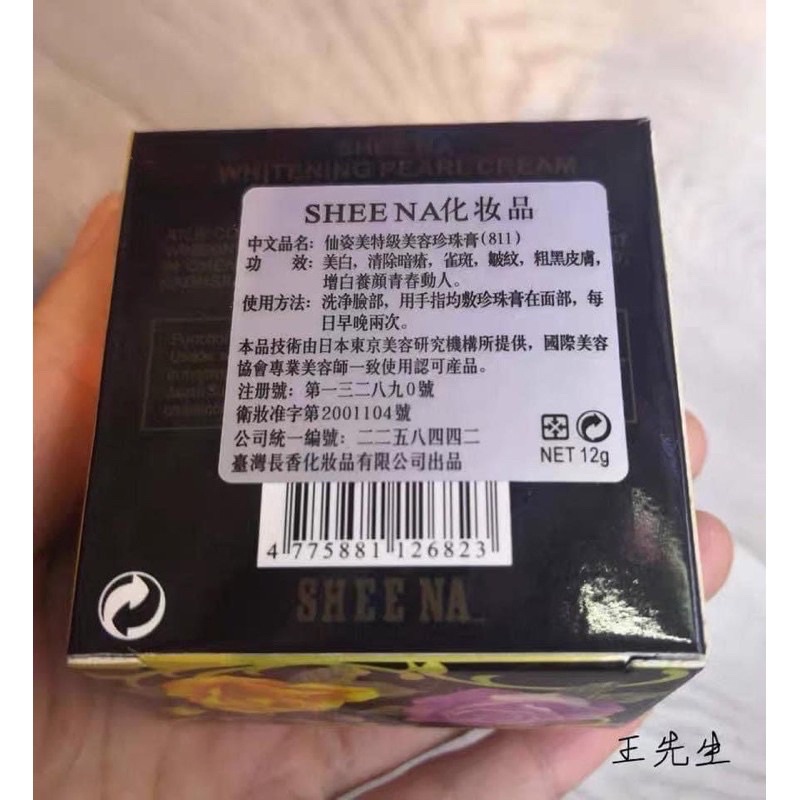 SHEE NA
WHITENING PEARL CREAM
SHEE NA化妆品
中文品名：仙姿美特級美容珍珠膏(811)
功 效：美白，清除暗瘡，雀斑，皺紋，粗黑皮膚，
增白養顏青春動人。
使用方法：洗净臉部，用手指均敷珍珠膏在面部，每
日早晚兩次。
本品技術由日本東京美容研究機構所提供，國際美容
協會專業美容師一致使用認可産品。
注册號：第一三二八九0號
衛妝准字第2001104號
公司統一編號：二二五八四四二
臺灣長香化妝品有限公司出品
NET 12g
4 775881 126823
SHEE NA
王先生